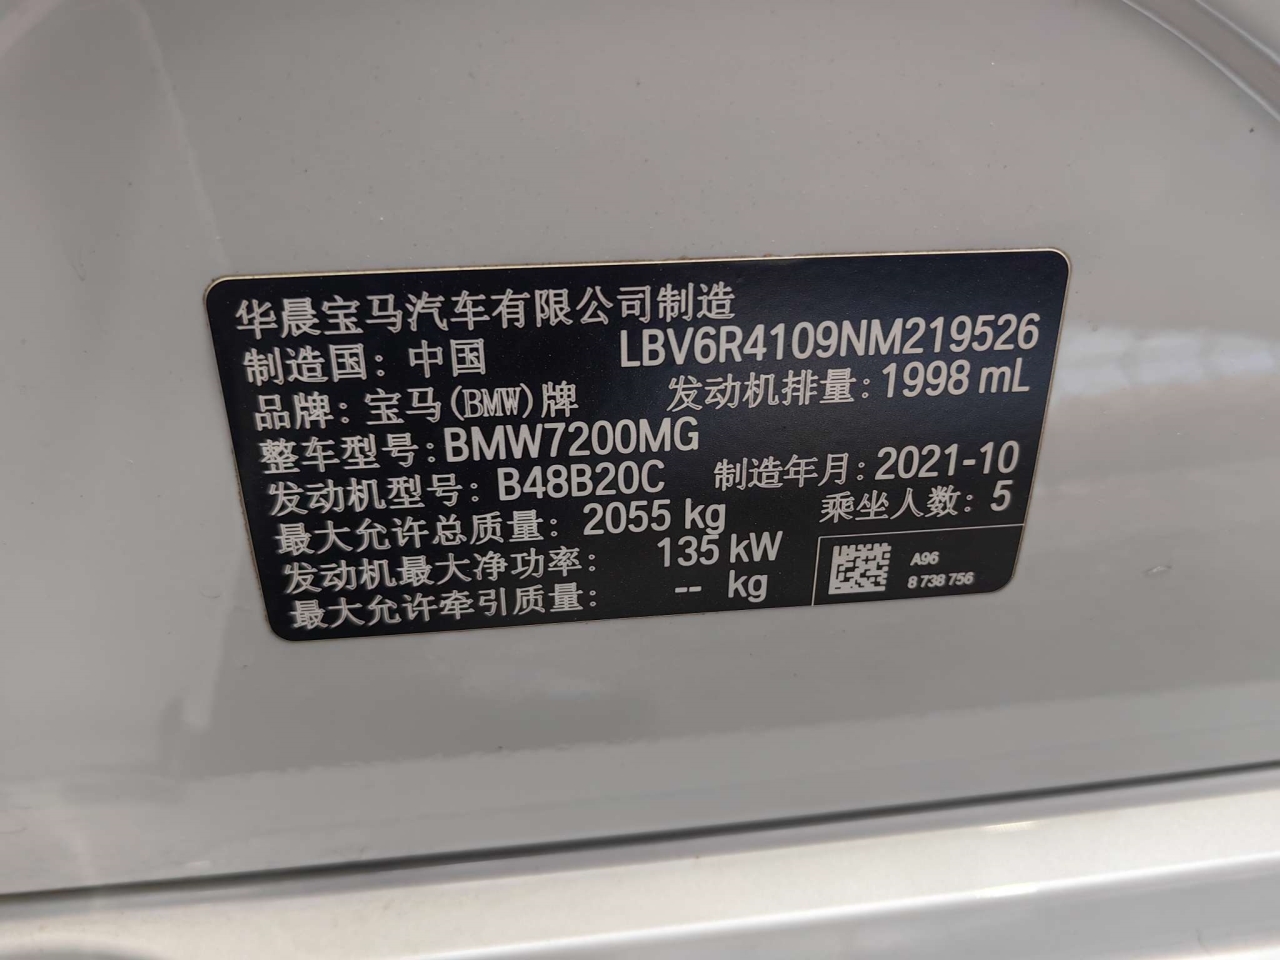 华晨宝马汽车有限公司制造
制造国：中国 LBV6R4109NM219526
品牌：宝马(BMW)牌 发动机排量：1998 mL
整车型号：BMW7200MG
发动机型号：B48B20C 制造年月：2021-10
最大允许总质量：2055 kg 乘坐人数：5
发动机最大净功率： 135 kW
最大允许牵引质量： -- kg
A96
8 738 756